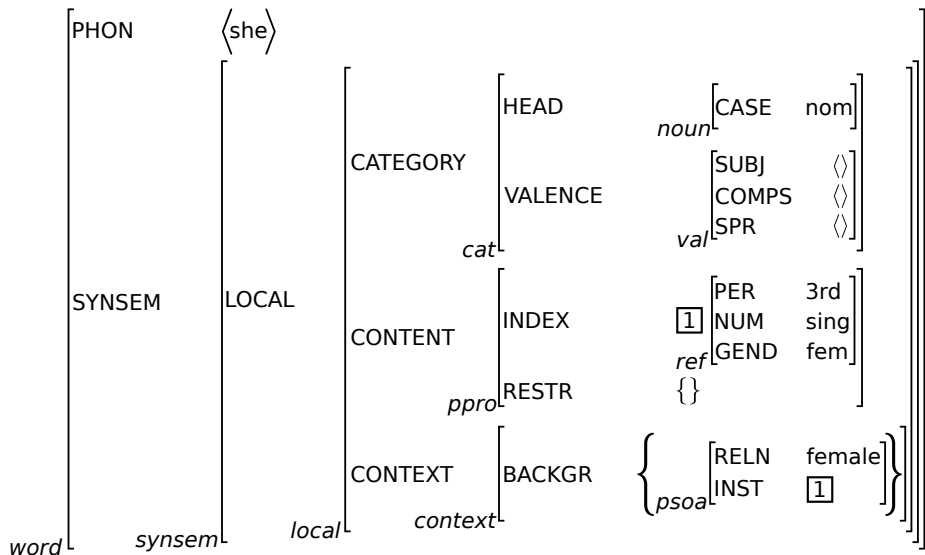 PHON ⟨she⟩
HEAD noun CASE nom
CATEGORY
SUBJ ⟨⟩
VALENCE COMPS ⟨⟩
cat val SPR ⟨⟩
SYNSEM LOCAL
PER 3rd
INDEX 1 NUM sing
CONTENT ref GEND fem
ppro RESTR {}
CONTEXT BACKGR { RELN female }
psoa INST 1
word synsem local context